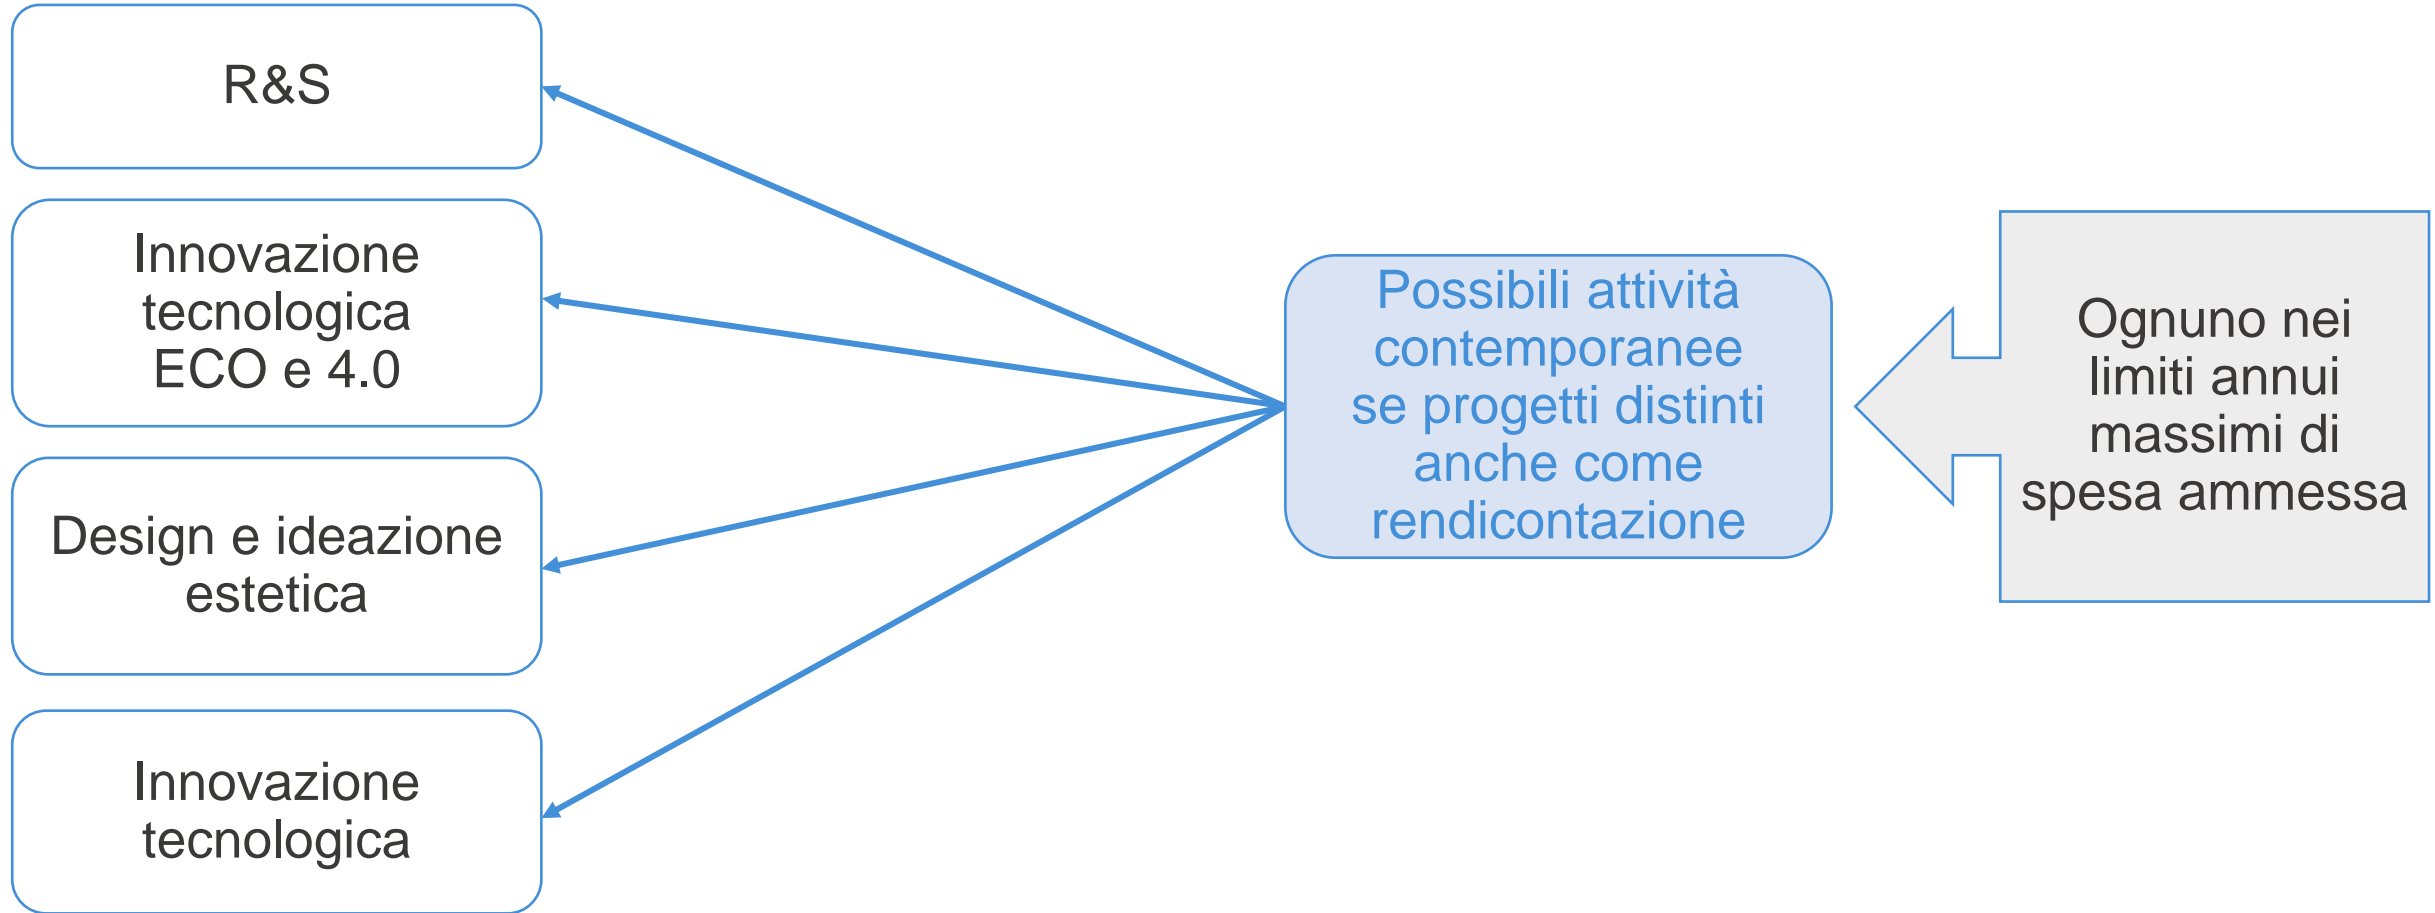 R&S
Innovazione
tecnologica
ECO e 4.0
Design e ideazione
estetica
Innovazione
tecnologica
Possibili attività
contemporanee
se progetti distinti
anche come
rendicontazione
Ognuno nei
limiti annui
massimi di
spesa ammessa